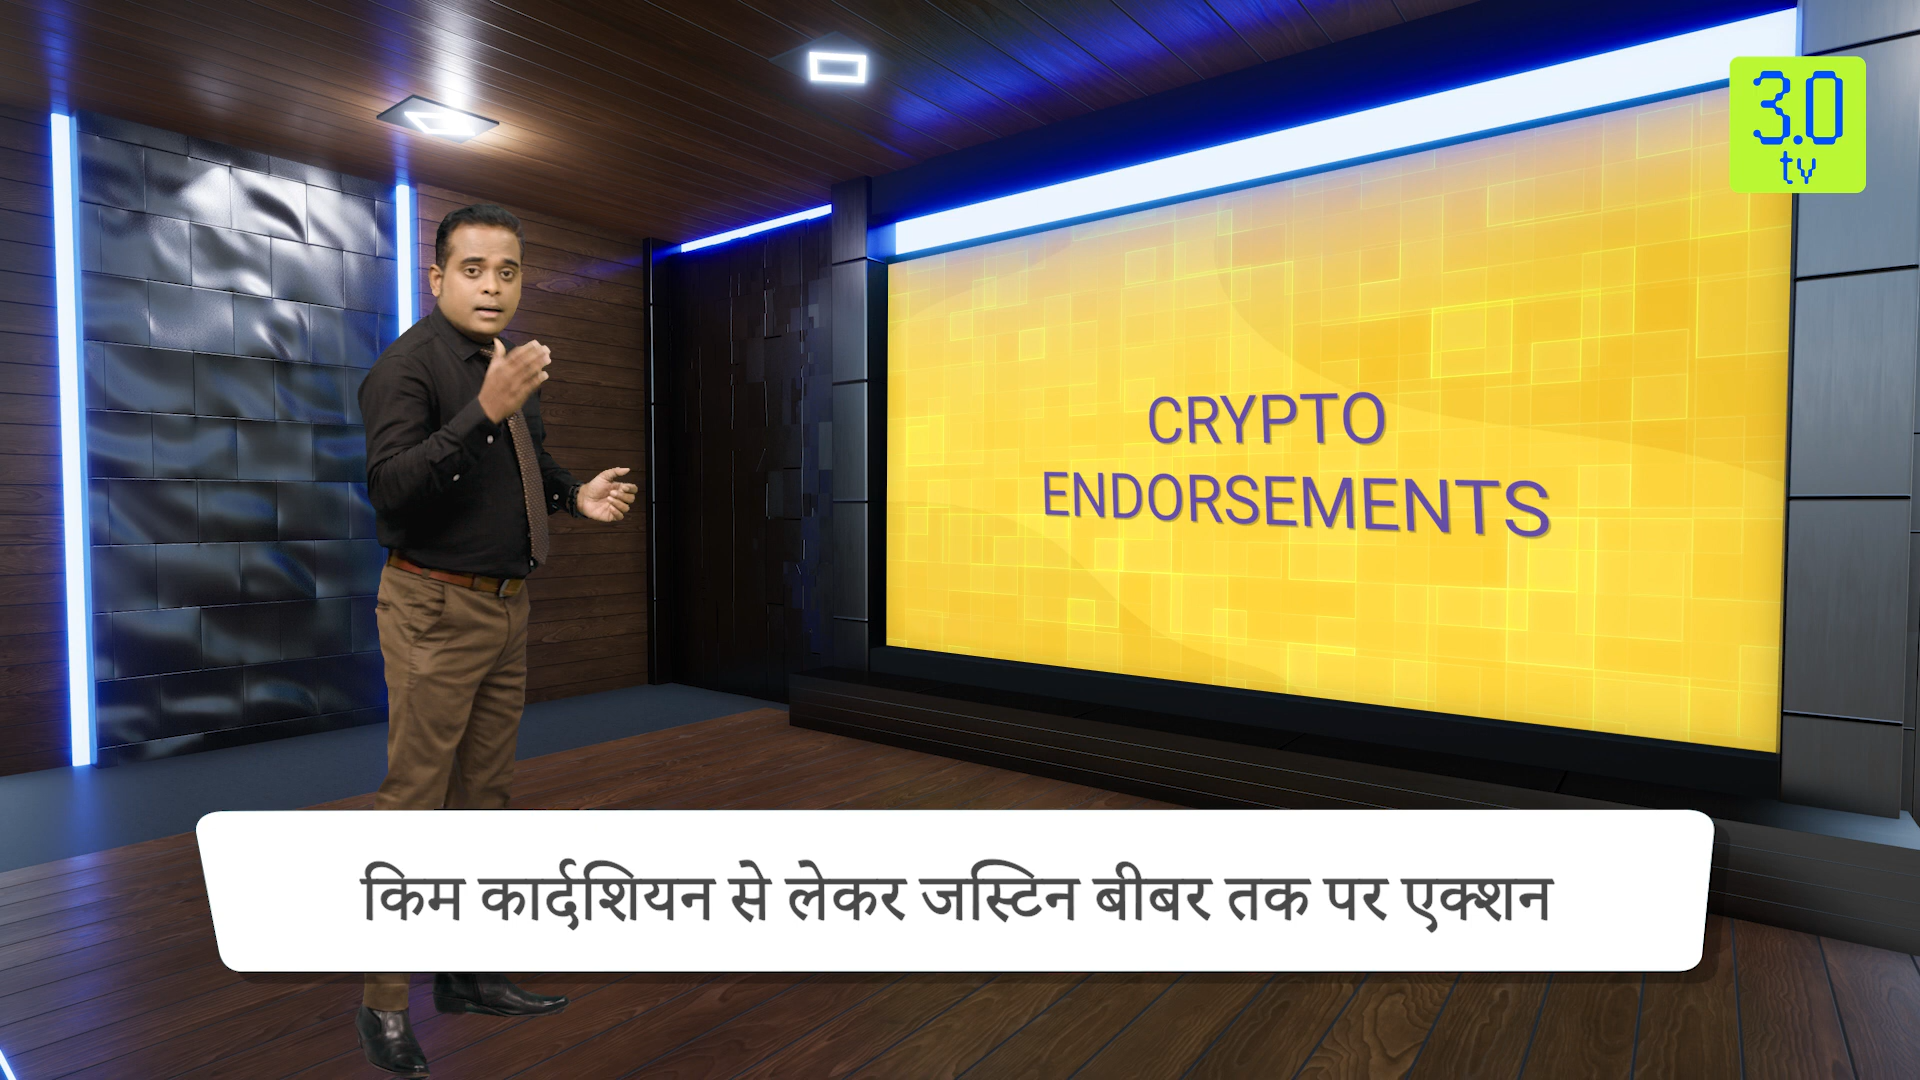 3.0
tv
CRYPTO
ENDORSEMENTS
किम कार्दशियन से लेकर जस्टिन बीबर तक पर एक्शन